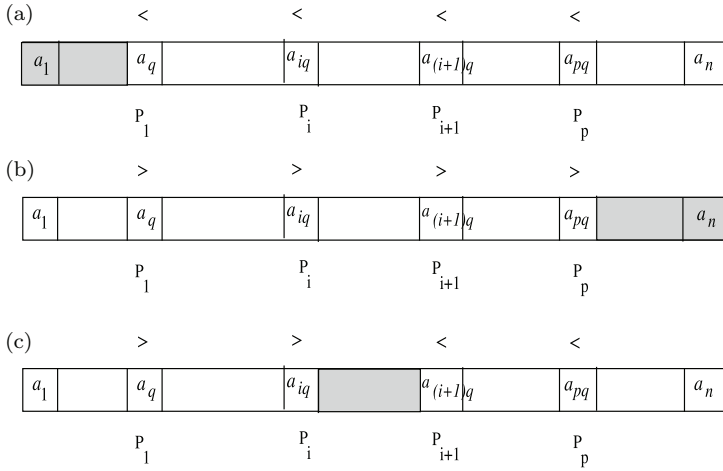 (a)
< < < <
a1 aq aiq a(i+1)q apq an
P1 Pi Pi+1 Pp
(b)
> > > >
a1 aq aiq a(i+1)q apq an
P1 Pi Pi+1 Pp
(c)
> > < <
a1 aq aiq a(i+1)q apq an
P1 Pi Pi+1 Pp